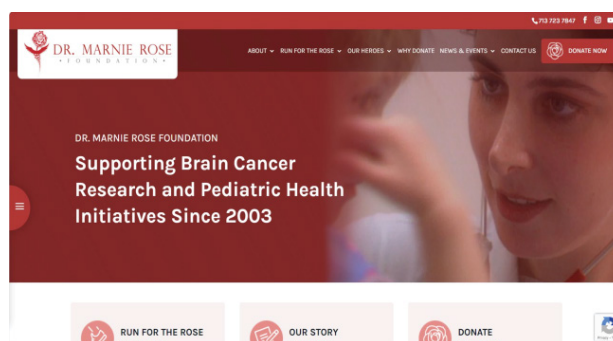 713 723 7847
DR. MARNIE ROSE
• FOUNDATION •
ABOUT RUN FOR THE ROSE OUR HEROES WHY DONATE NEWS & EVENTS CONTACT US DONATE NOW
DR. MARNIE ROSE FOUNDATION
Supporting Brain Cancer
Research and Pediatric Health
Initiatives Since 2003
RUN FOR THE ROSE OUR STORY DONATE